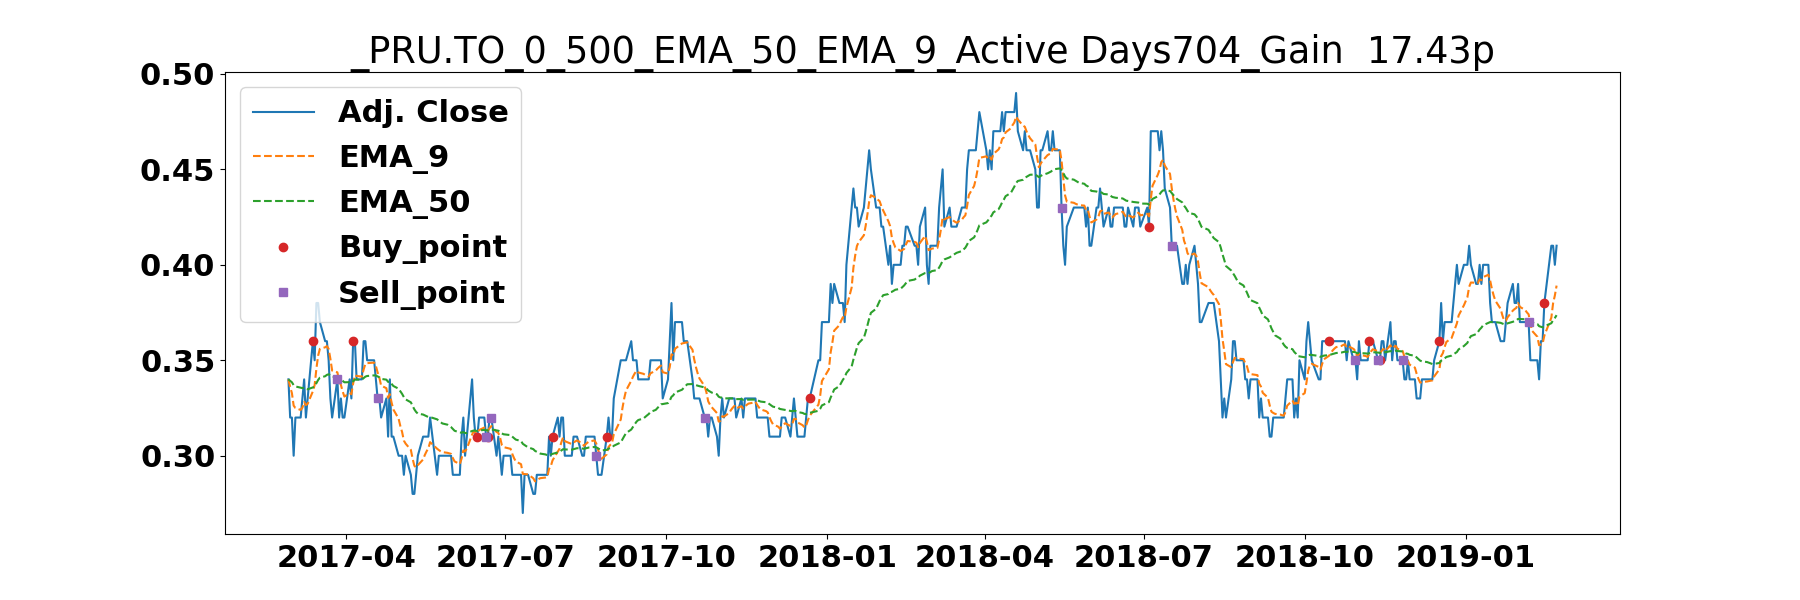 _PRU.TO_0_500_EMA_50_EMA_9_Active Days704_Gain  17.43p
0.50
0.45
0.40
0.35
0.30
Adj. Close
EMA_9
EMA_50
Buy_point
Sell_point
2017-04 2017-07 2017-10 2018-01 2018-04 2018-07 2018-10 2019-01